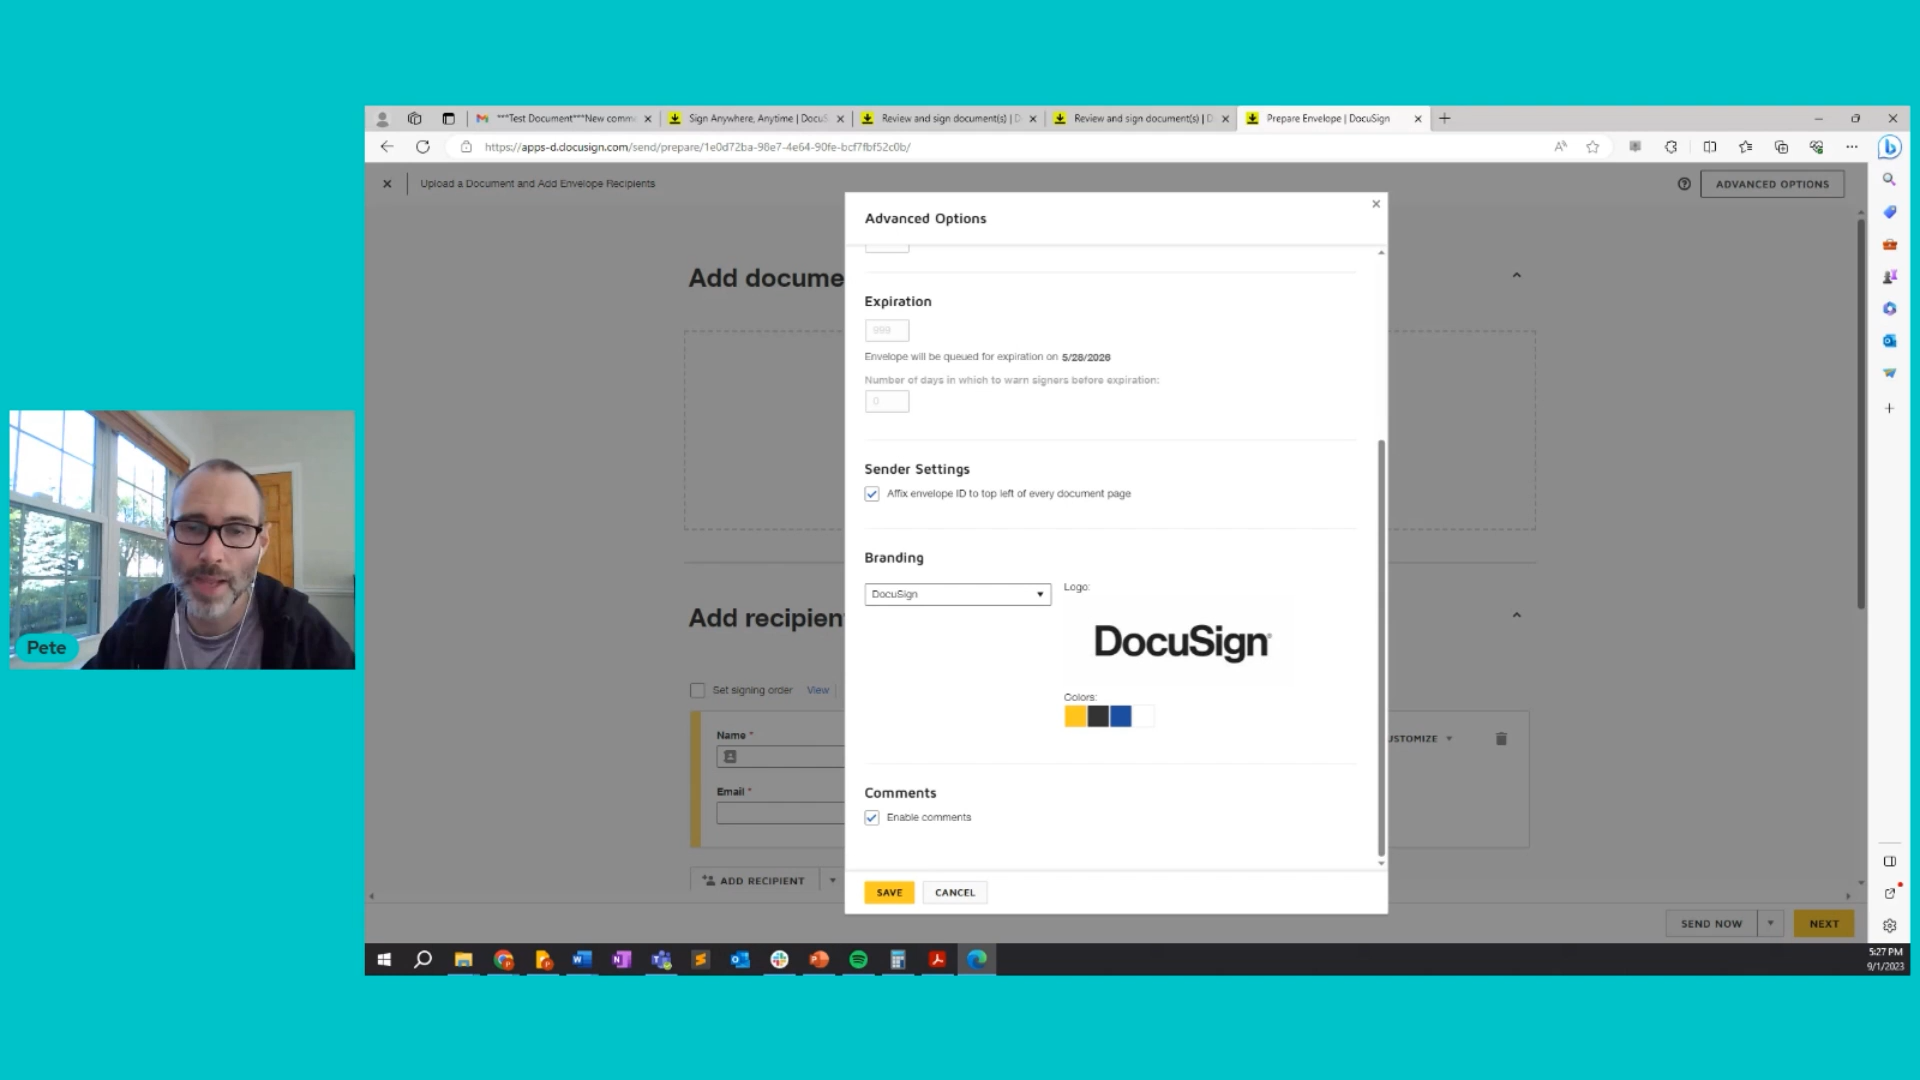 ***Test Document***New comm
Sign Anywhere, Anytime | DocuS
Review and sign document(s) | D
Review and sign document(s) | D
Prepare Envelope | DocuSign
https://apps-d.docusign.com/send/prepare/1e0d72ba-98e7-4e64-90fe-bcf7fbf52c0b/
Upload a Document and Add Envelope Recipients
ADVANCED OPTIONS
Advanced Options
Add docume
Expiration
999
Envelope will be queued for expiration on 5/28/2026
Number of days in which to warn signers before expiration:
0
Sender Settings
Affix envelope ID to top left of every document page
Branding
DocuSign
Logo:
DocuSign
Colors:
Add recipien
Set signing order View
Name *
Email *
USTOMIZE
Comments
Enable comments
ADD RECIPIENT
SAVE
CANCEL
SEND NOW
NEXT
Pete
5:27 PM
9/1/2023